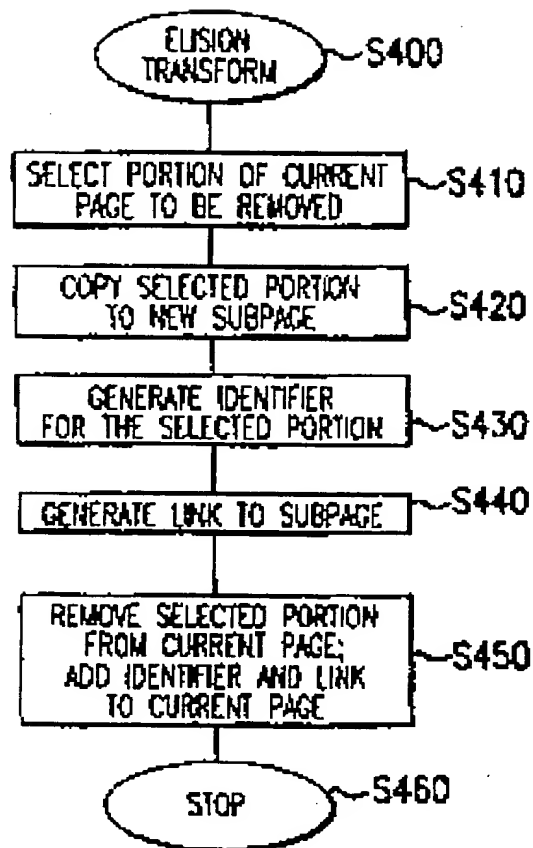 ELISION
TRANSFORM
S400
SELECT PORTION OF CURRENT
PAGE TO BE REMOVED
S410
COPY SELECTED PORTION
TO NEW SUBPAGE
S420
GENERATE IDENTIFIER
FOR THE SELECTED PORTION
S430
GENERATE LINK TO SUBPAGE
S440
REMOVE SELECTED PORTION
FROM CURRENT PAGE;
ADD IDENTIFIER AND LINK
TO CURRENT PAGE
S450
STOP
S460